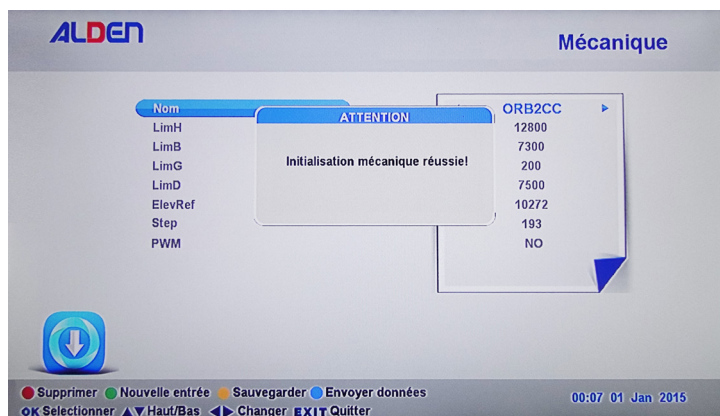 ALDEN
Mécanique
Nom ORB2CC
ATTENTION
LimH 12800
LimB 7300
Initialisation mécanique réussie!
LimG 200
LimD 7500
ElevRef 10272
Step 193
PWM NO
Supprimer Nouvelle entrée Sauvegarder Envoyer données
00:07 01 Jan 2015
OK Selectionner Haut/Bas Changer EXIT Quitter